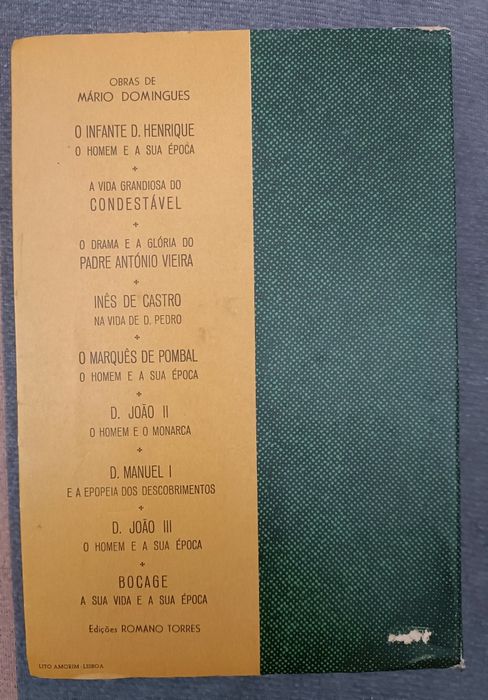 OBRAS DE
MÁRIO DOMINGUES
O INFANTE D. HENRIQUE
O HOMEM E A SUA ÉPOCA
+
A VIDA GRANDIOSA DO
CONDESTÁVEL
+
O DRAMA E A GLÓRIA DO
PADRE ANTÓNIO VIEIRA
+
INÊS DE CASTRO
NA VIDA DE D. PEDRO
+
O MARQUÊS DE POMBAL
O HOMEM E A SUA ÉPOCA
+
D. JOÃO II
O HOMEM E O MONARCA
+
D. MANUEL I
E A EPOPEIA DOS DESCOBRIMENTOS
+
D. JOÃO III
O HOMEM E A SUA ÉPOCA
+
BOCAGE
A SUA VIDA E A SUA ÉPOCA
Edições ROMANO TORRES
LITO AMORIM-LISBOA